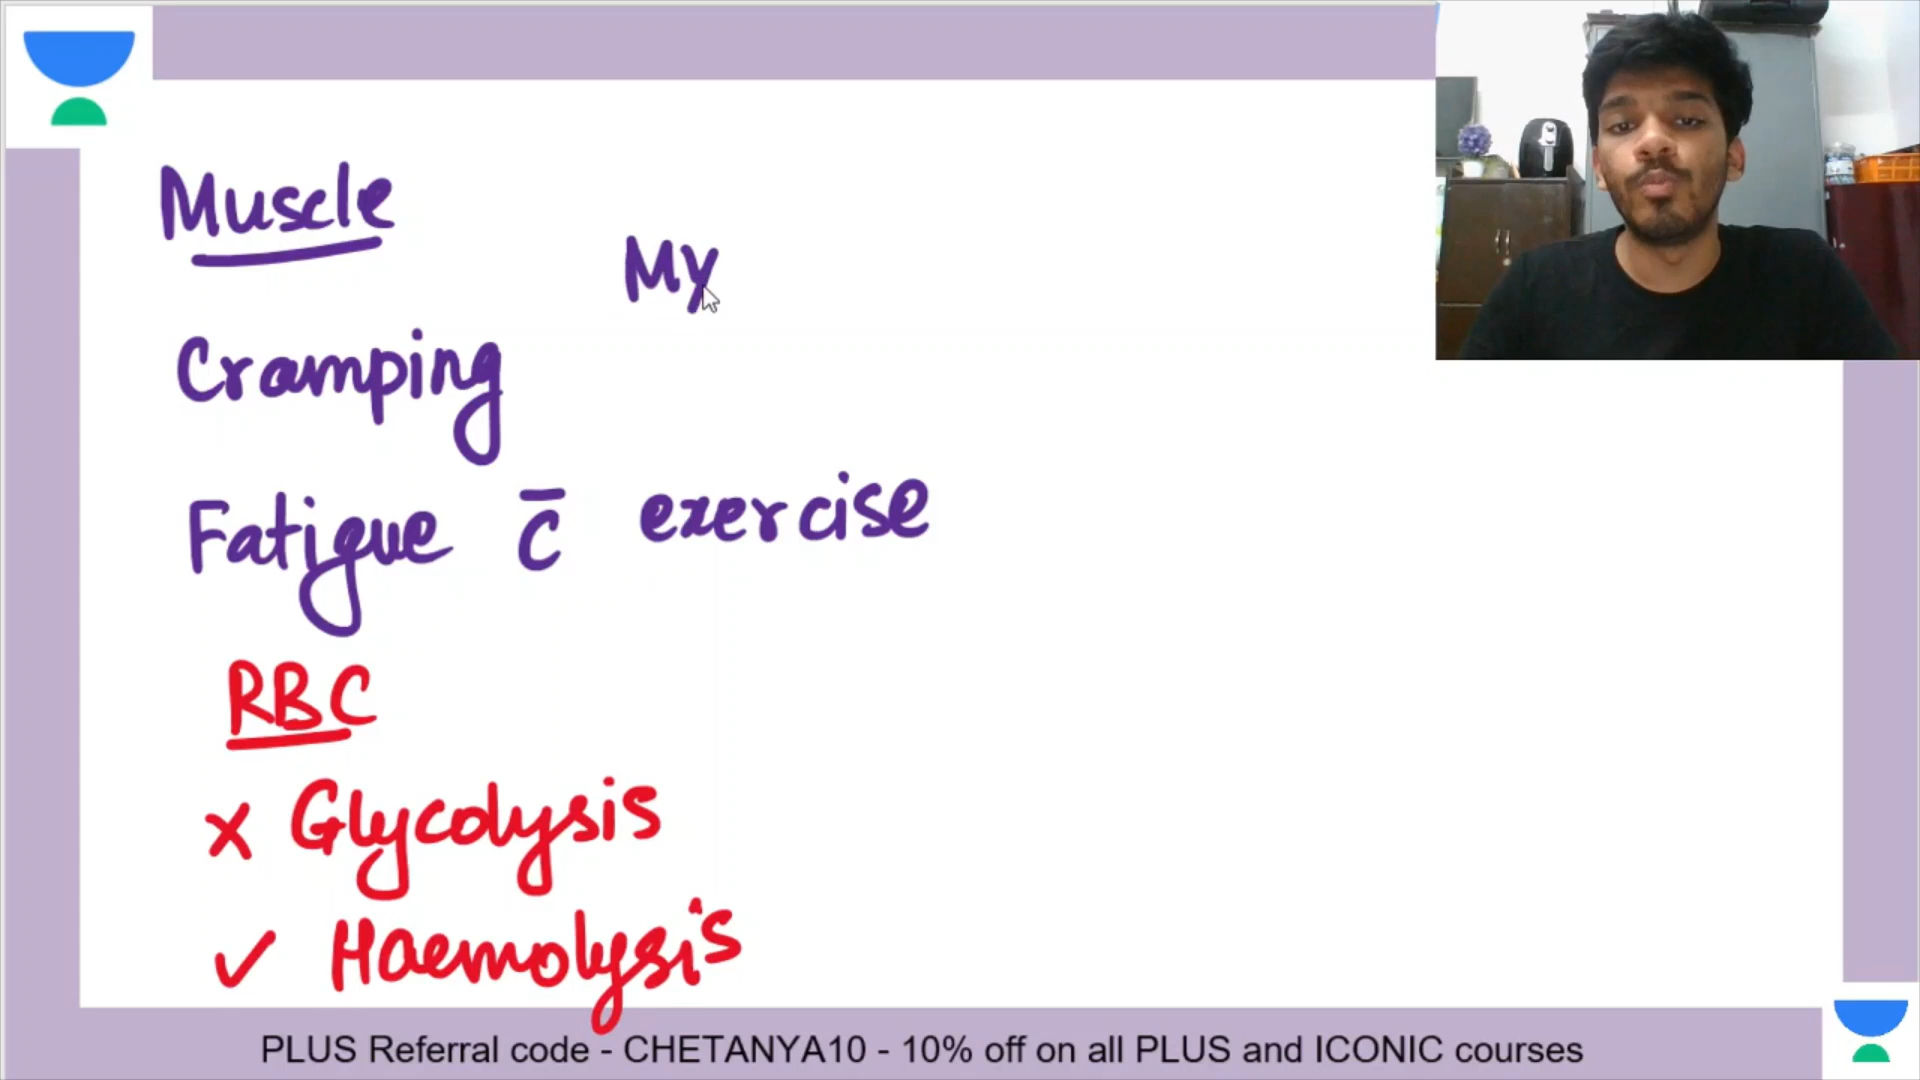 Muscle
My
Cramping
Fatigue c̄ exercise
RBC
x Glycolysis
✓ Haemolysis
PLUS Referral code - CHETANYA10 - 10% off on all PLUS and ICONIC courses